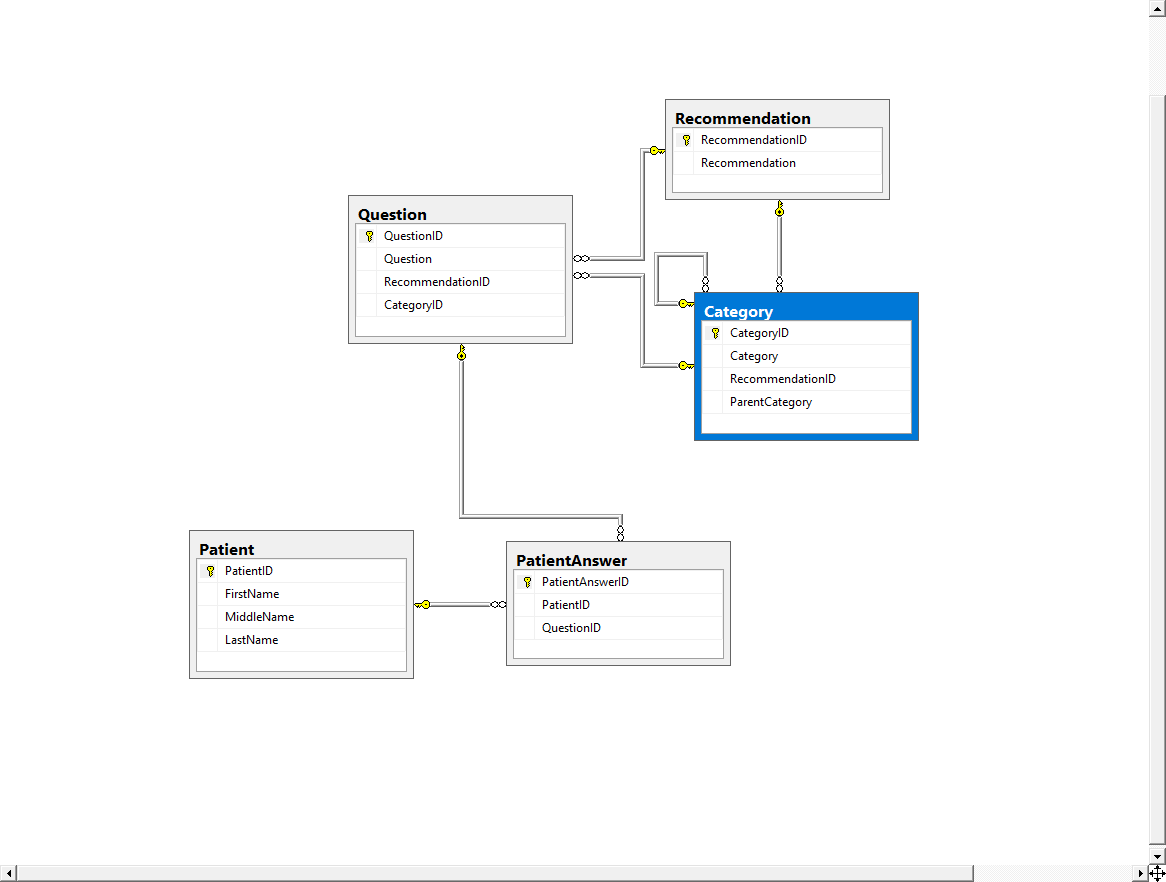 Recommendation
RecommendationID
Recommendation
Question
QuestionID
Question
RecommendationID
CategoryID
Category
CategoryID
Category
RecommendationID
ParentCategory
Patient
PatientID
FirstName
MiddleName
LastName
PatientAnswer
PatientAnswerID
PatientID
QuestionID